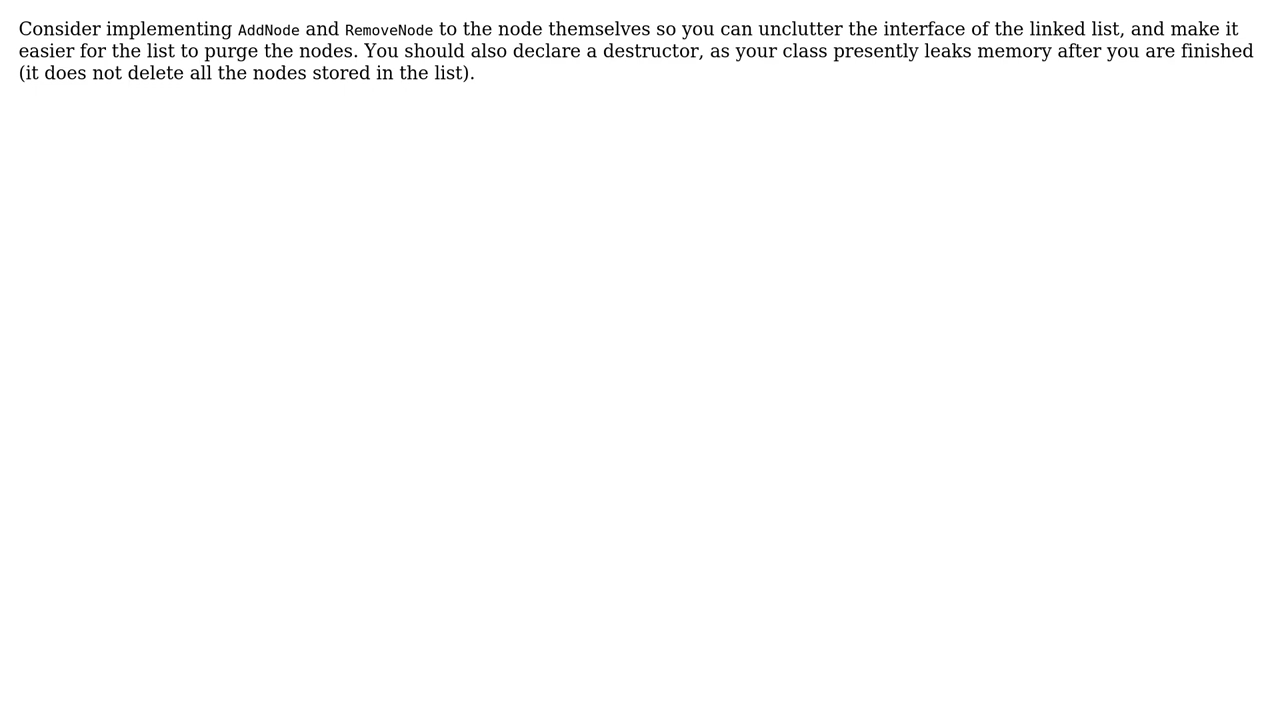 Consider implementing AddNode and RemoveNode to the node themselves so you can unclutter the interface of the linked list, and make it
easier for the list to purge the nodes. You should also declare a destructor, as your class presently leaks memory after you are finished
(it does not delete all the nodes stored in the list).